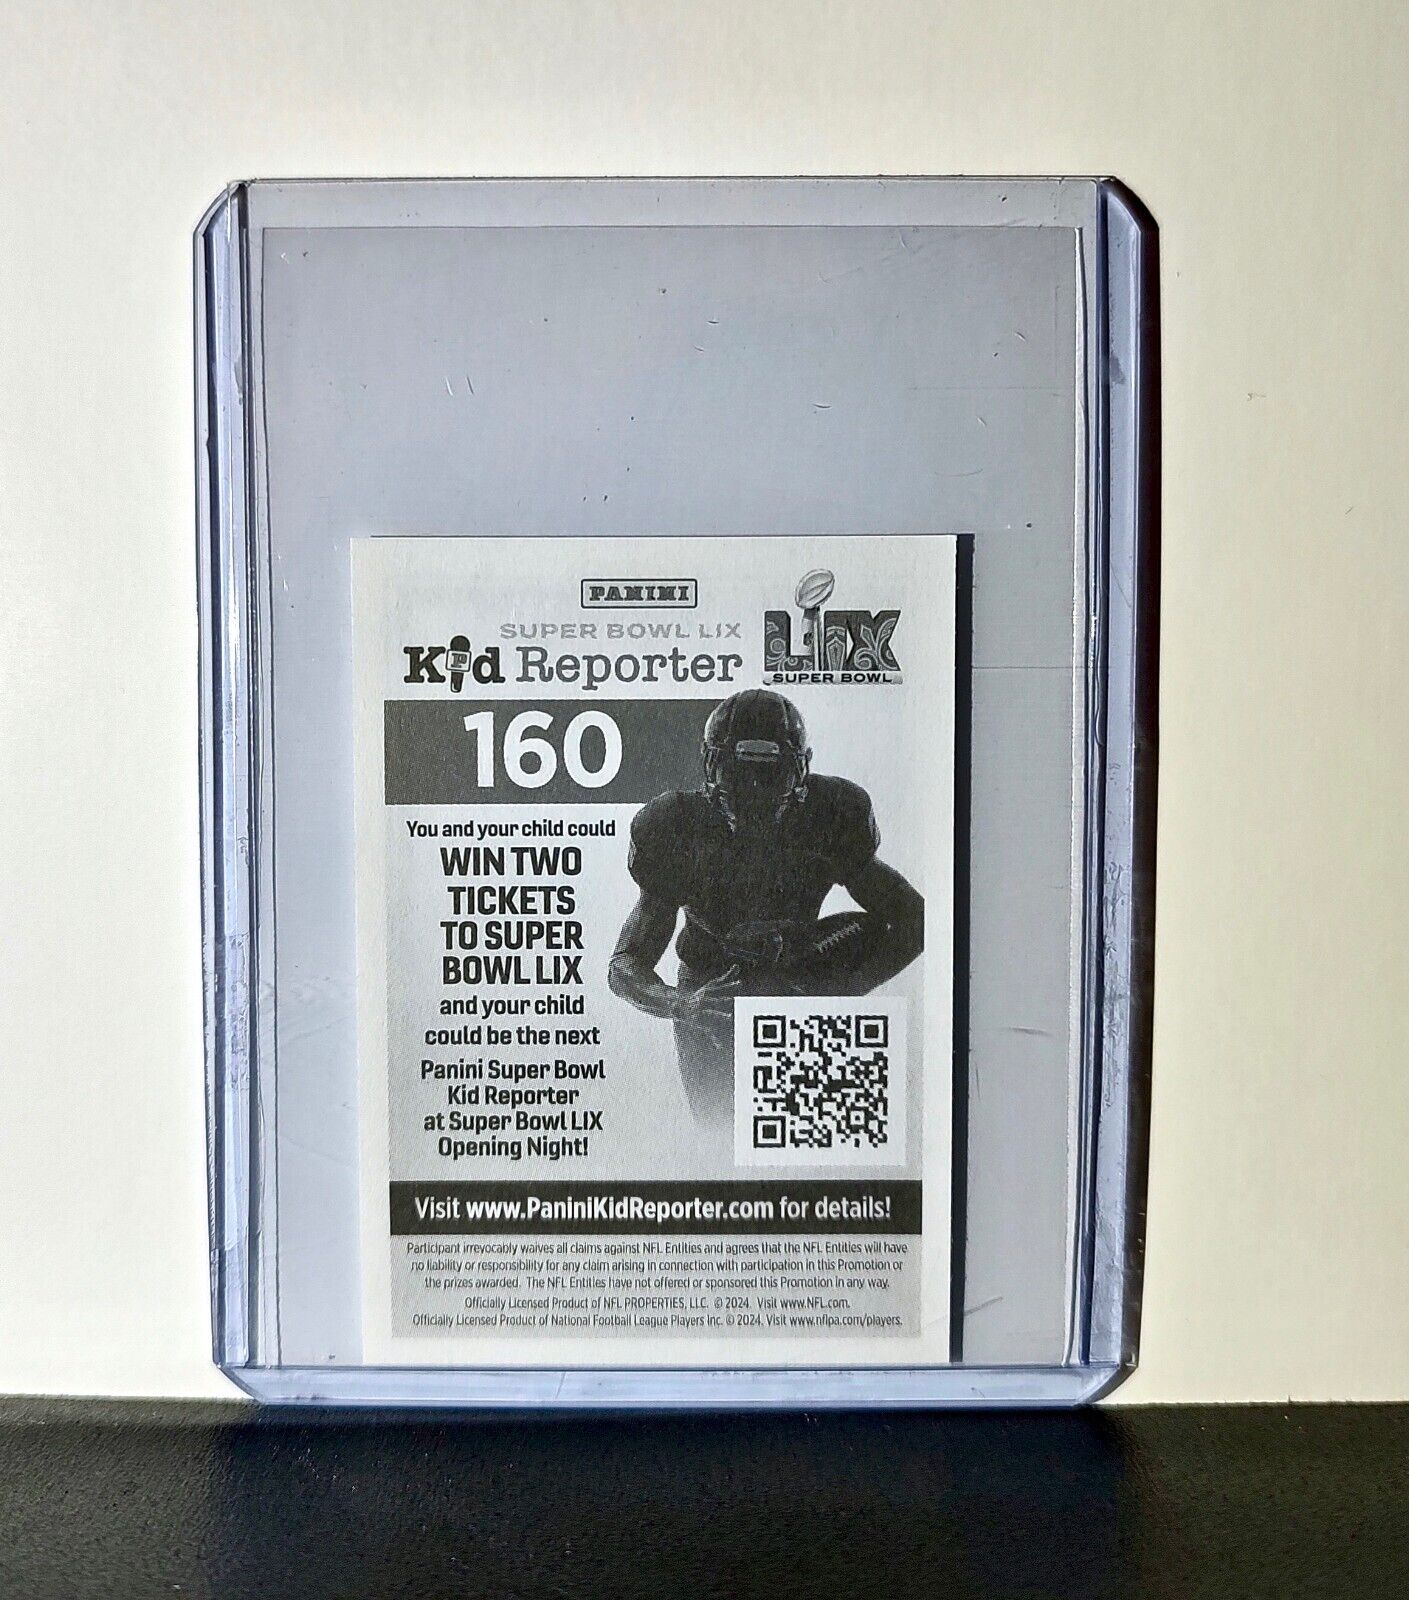 PANINI
SUPER BOWL LIX
Kid Reporter
LIX
SUPER BOWL
160
You and your child could
WIN TWO
TICKETS
TO SUPER
BOWL LIX
and your child
could be the next
Panini Super Bowl
Kid Reporter
at Super Bowl LIX
Opening Night!
Visit www.PaniniKidReporter.com for details!
Participant irrevocably waives all claims against NFL Entities and agrees that the NFL Entities will have
no liability or responsibility for any claim arising in connection with participation in this Promotion or
the prizes awarded. The NFL Entities have not offered or sponsored this Promotion in any way.
Officially Licensed Product of NFL PROPERTIES, LLC. © 2024. Visit www.NFL.com.
Officially Licensed Product of National Football League Players Inc. © 2024. Visit www.nflpa.com/players.